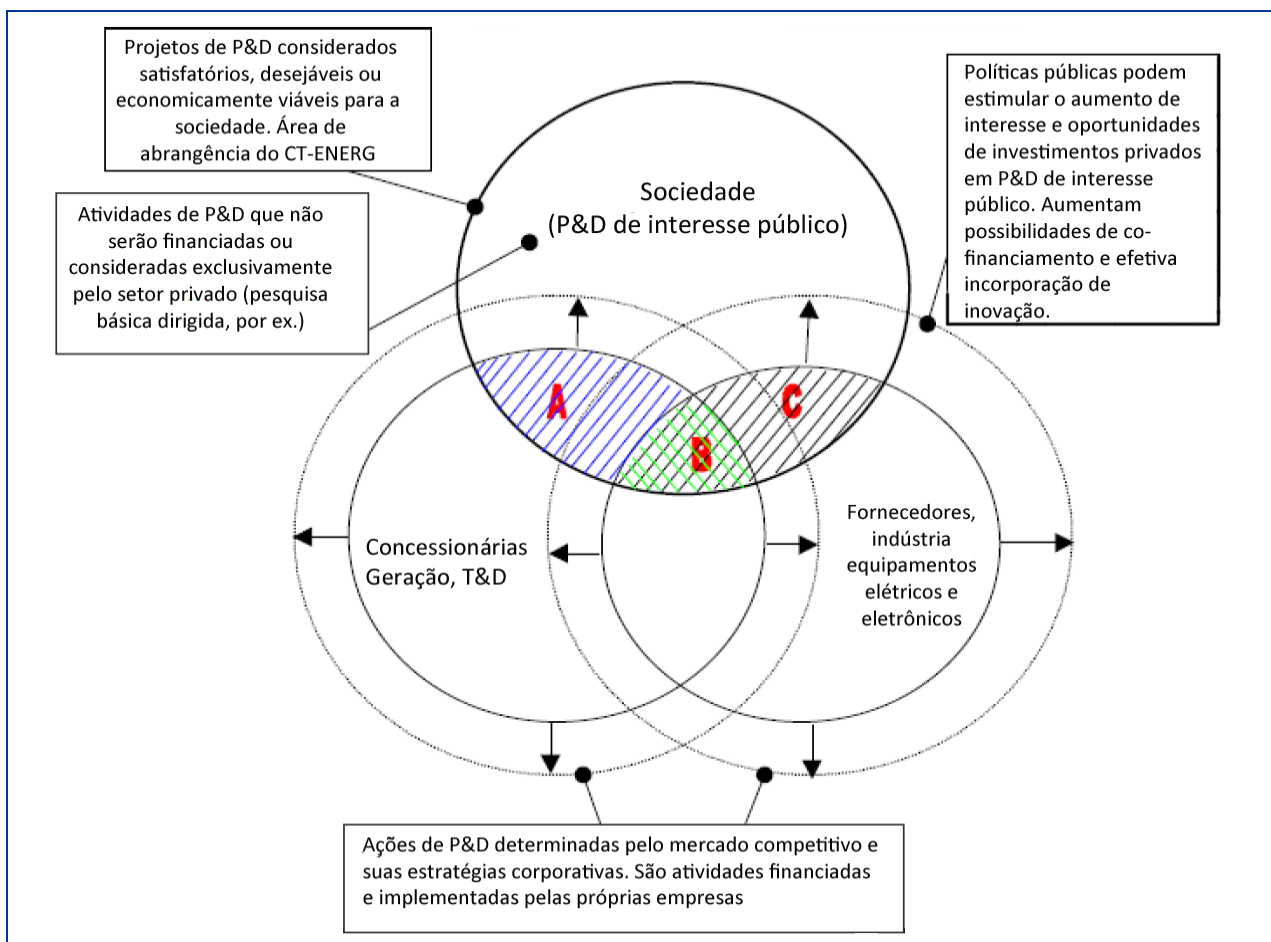 Projetos de P&D considerados
satisfatórios, desejáveis ou
economicamente viáveis para a
sociedade. Área de
abrangência do CT-ENERG
Políticas públicas podem
estimular o aumento de
interesse e oportunidades
de investimentos privados
em P&D de interesse
público. Aumentam
possibilidades de co-
financiamento e efetiva
incorporação de
inovação.
Sociedade
(P&D de interesse público)
Atividades de P&D que não
serão financiadas ou
consideradas exclusivamente
pelo setor privado (pesquisa
básica dirigida, por ex.)
A
C
B
Concessionárias
Geração, T&D
Fornecedores,
indústria
equipamentos
elétricos e
eletrônicos
Ações de P&D determinadas pelo mercado competitivo e
suas estratégias corporativas. São atividades financiadas
e implementadas pelas próprias empresas